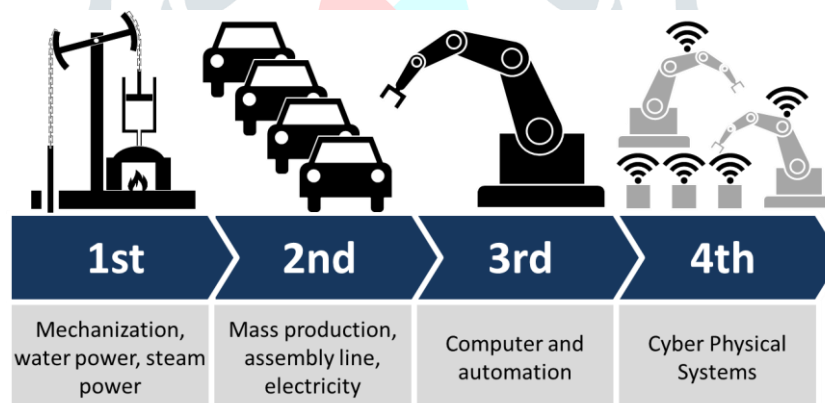 1st
2nd
3rd
4th
Mechanization,
water power, steam
power
Mass production,
assembly line,
electricity
Computer and
automation
Cyber Physical
Systems